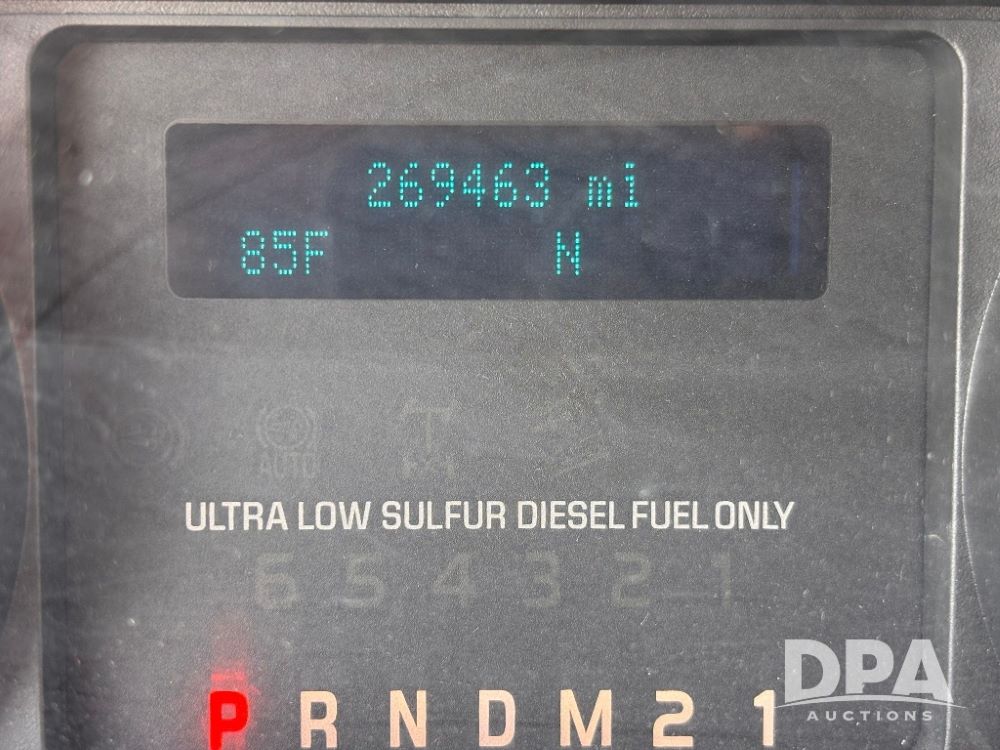 269463 mi
85F N
AUTO
ULTRA LOW SULFUR DIESEL FUEL ONLY
6 5 4 3 2 1
P R N D M 2 1
DPA
AUCTIONS